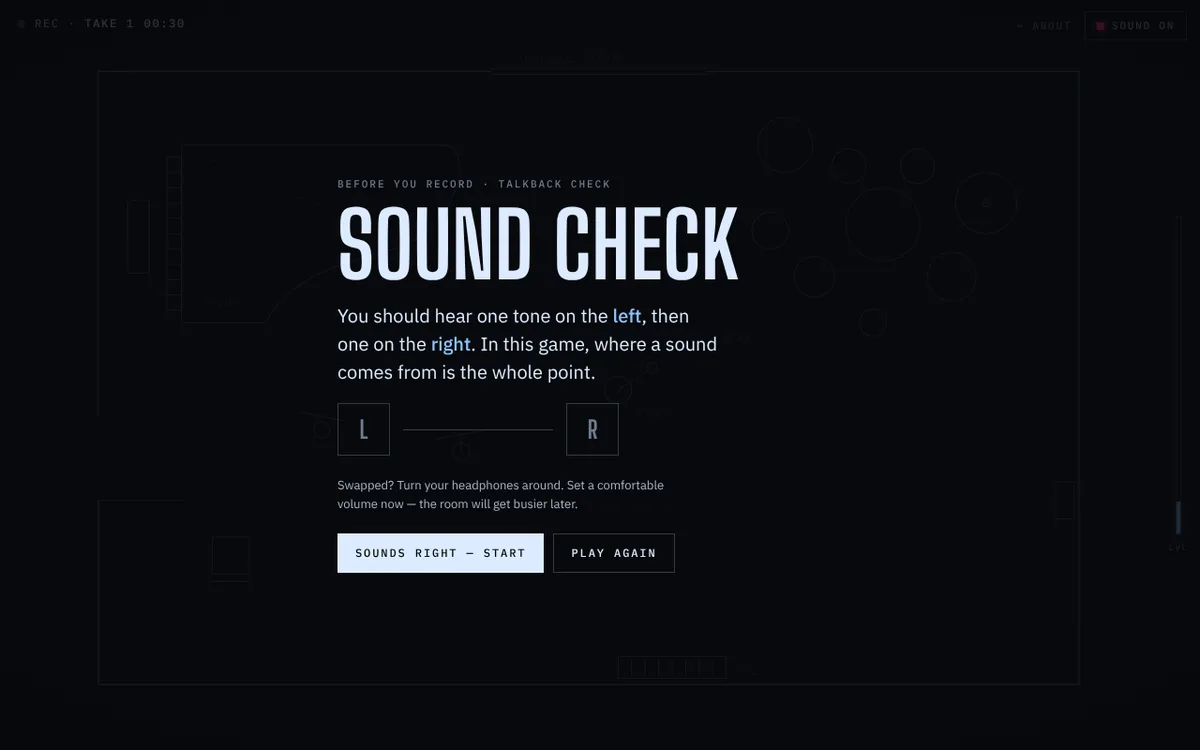 REC · TAKE 1 00:30
ABOUT
SOUND ON
BEFORE YOU RECORD · TALKBACK CHECK
SOUND CHECK
You should hear one tone on the left, then
one on the right. In this game, where a sound
comes from is the whole point.
L
R
Swapped? Turn your headphones around. Set a comfortable
volume now — the room will get busier later.
SOUNDS RIGHT — START
PLAY AGAIN